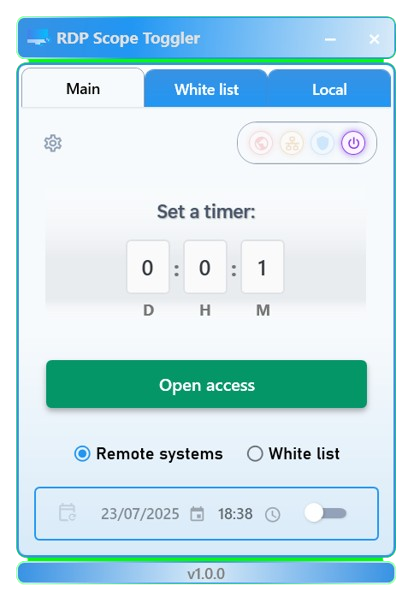 RDP Scope Toggler
Main White list Local
Set a timer:
0 : 0 : 1
D H M
Open access
Remote systems White list
23/07/2025 18:38
v1.0.0